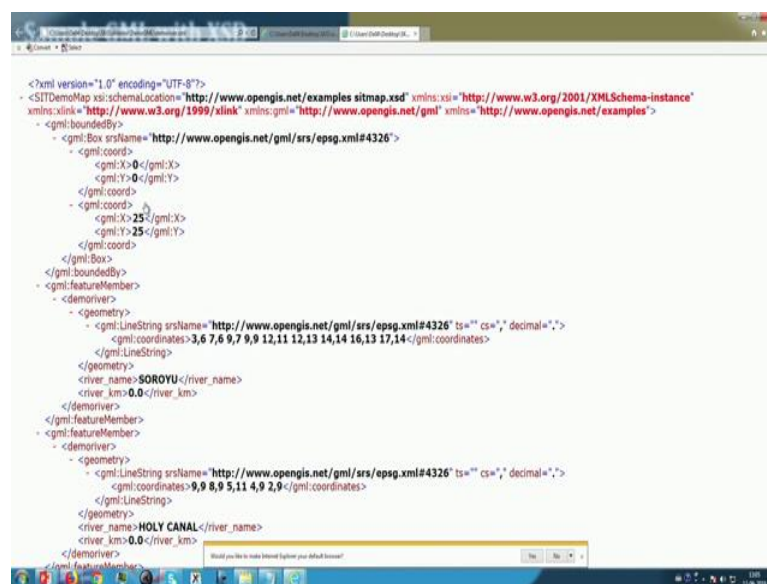 Sample GML with XSD
Convert Select
<?xml version="1.0" encoding="UTF-8"?>
- <SITDemoMap xsi:schemaLocation="http://www.opengis.net/examples sitmap.xsd" xmlns:xsi="http://www.w3.org/2001/XMLSchema-instance"
xmlns:xlink="http://www.w3.org/1999/xlink" xmlns:gml="http://www.opengis.net/gml" xmlns="http://www.opengis.net/examples">
- <gml:boundedBy>
- <gml:Box srsName="http://www.opengis.net/gml/srs/epsg.xml#4326">
- <gml:coord>
<gml:X>0</gml:X>
<gml:Y>0</gml:Y>
</gml:coord>
- <gml:coord>
<gml:X>25</gml:X>
<gml:Y>25</gml:Y>
</gml:coord>
</gml:Box>
</gml:boundedBy>
- <gml:featureMember>
- <demoriver>
- <geometry>
- <gml:LineString srsName="http://www.opengis.net/gml/srs/epsg.xml#4326" ts="" cs="," decimal=".">
<gml:coordinates>3,6 7,6 9,7 9,9 12,11 12,13 14,14 16,13 17,14</gml:coordinates>
</gml:LineString>
</geometry>
<river_name>SOROYU</river_name>
<river_km>0.0</river_km>
</demoriver>
</gml:featureMember>
- <gml:featureMember>
- <demoriver>
- <geometry>
- <gml:LineString srsName="http://www.opengis.net/gml/srs/epsg.xml#4326" ts="" cs="," decimal=".">
<gml:coordinates>9,9 8,9 5,11 4,9 2,9</gml:coordinates>
</gml:LineString>
</geometry>
<river_name>HOLY CANAL</river_name>
<river_km>0.0</river_km>
</demoriver>
</gml:featureMember>
Would you like to make Internet Explorer your default browser? Yes No